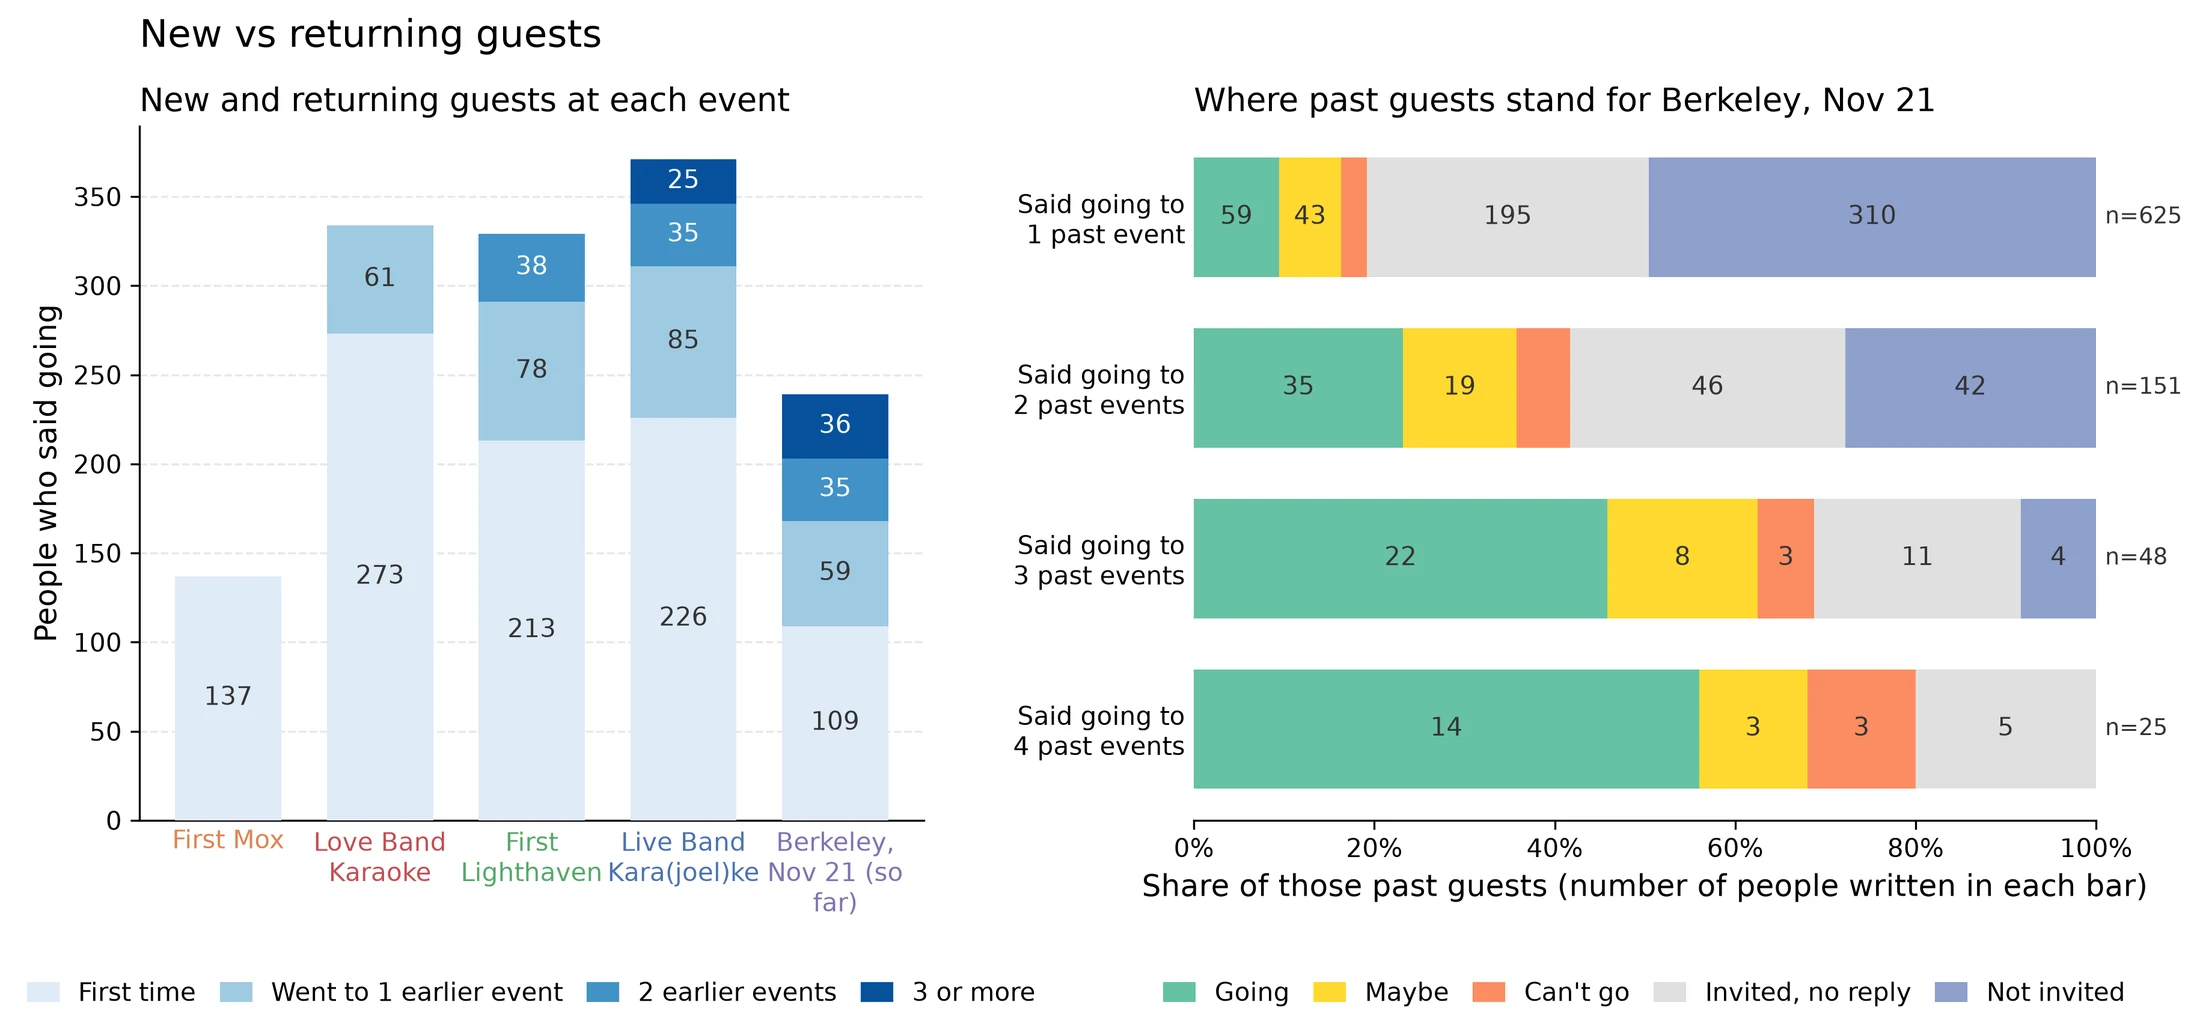 New vs returning guests
New and returning guests at each event
People who said going
350
300
250
200
150
100
50
0
137
61
273
38
78
213
25
35
85
226
36
35
59
109
First Mox
Love Band
Karaoke
First
Lighthaven
Live Band
Kara(joel)ke
Berkeley,
Nov 21 (so
far)
First time
Went to 1 earlier event
2 earlier events
3 or more
Where past guests stand for Berkeley, Nov 21
Said going to
1 past event
59 43 195 310 n=625
Said going to
2 past events
35 19 46 42 n=151
Said going to
3 past events
22 8 3 11 4 n=48
Said going to
4 past events
14 3 3 5 n=25
0% 20% 40% 60% 80% 100%
Share of those past guests (number of people written in each bar)
Going
Maybe
Can't go
Invited, no reply
Not invited